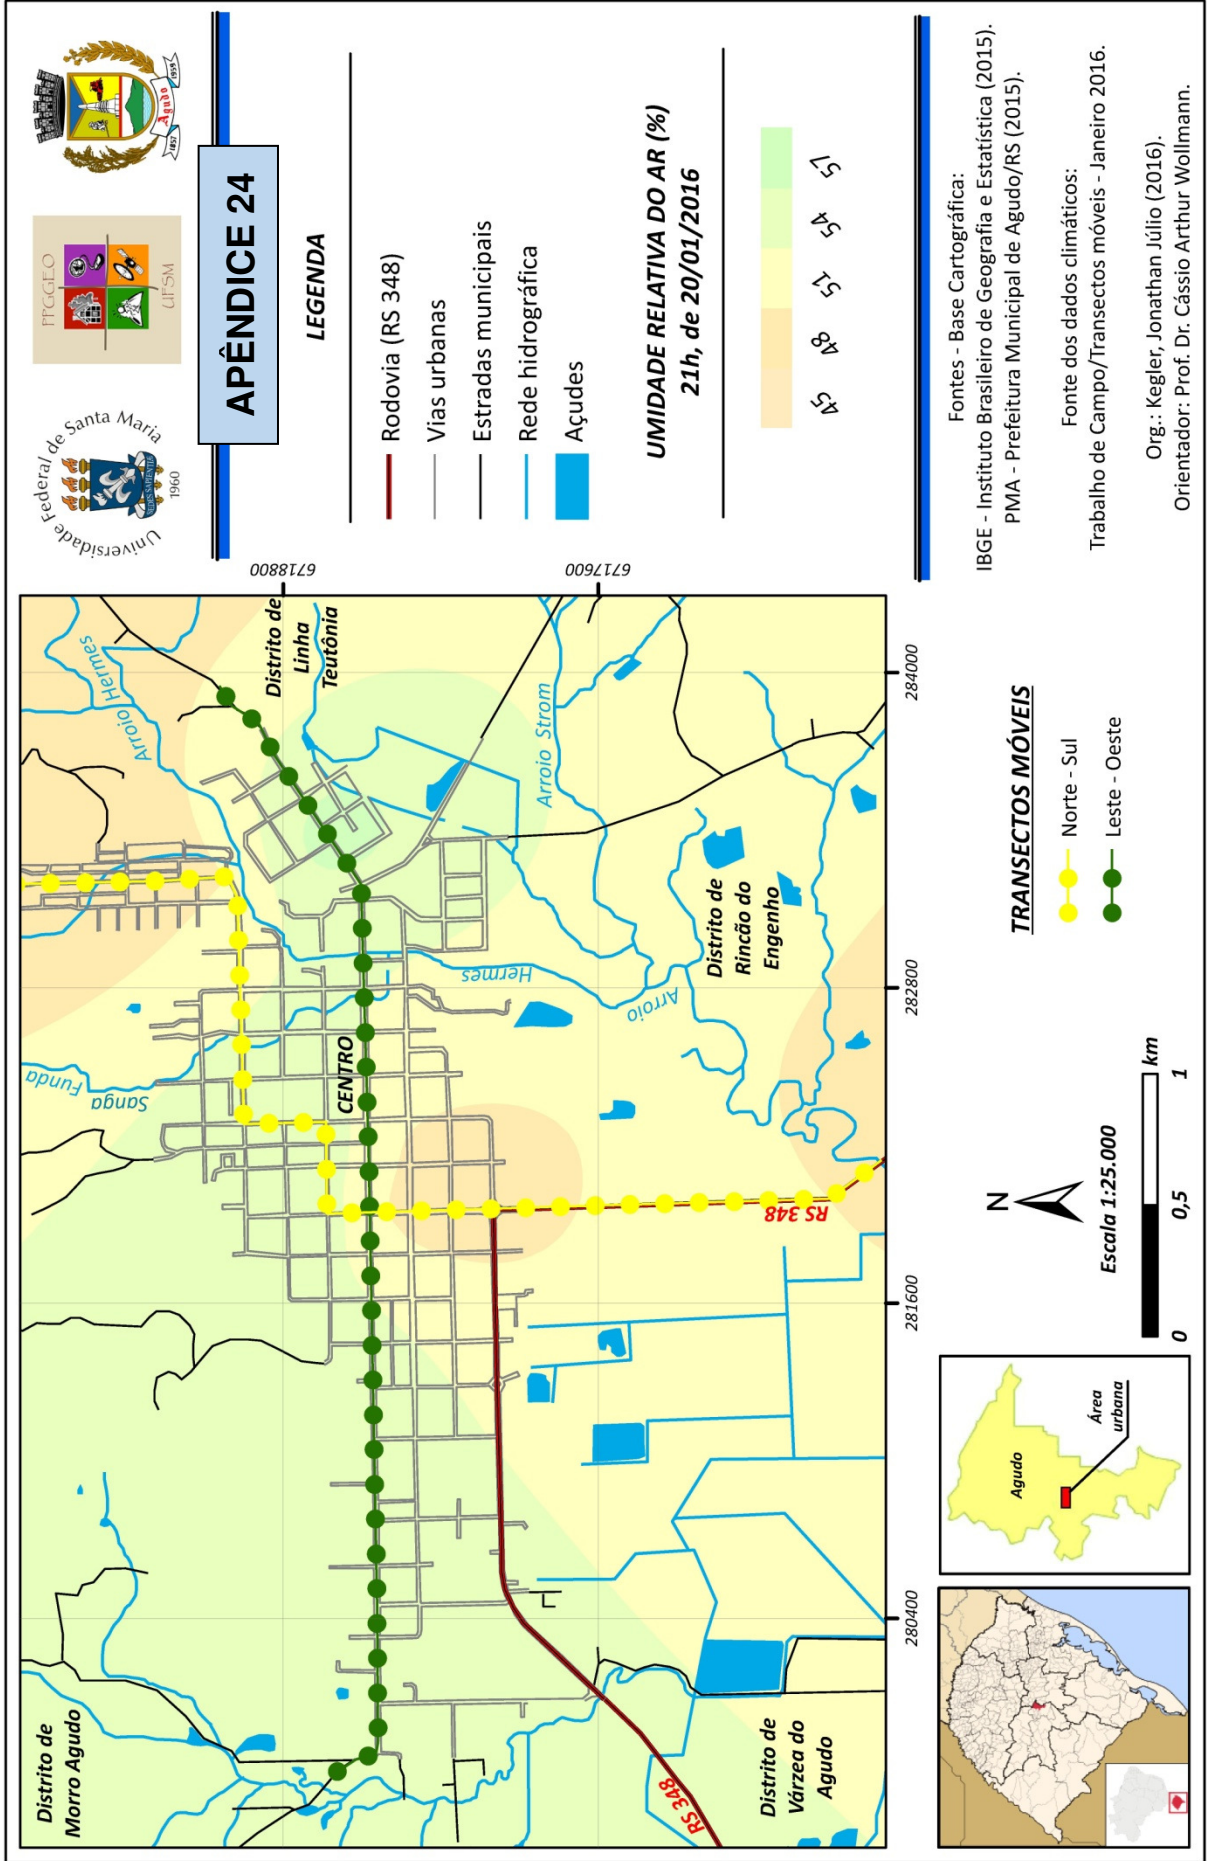 Universidade Federal de Santa Maria
SEDES SAPIENTIAE
1960
PPGGEO
UFSM
1857 Agudo 1959
APÊNDICE 24
LEGENDA
Rodovia (RS 348)
Vias urbanas
Estradas municipais
Rede hidrográfica
Açudes
UMIDADE RELATIVA DO AR (%)
21h, de 20/01/2016
45 48 51 54 57
Fontes - Base Cartográfica:
IBGE - Instituto Brasileiro de Geografia e Estatística (2015).
PMA - Prefeitura Municipal de Agudo/RS (2015).
Fonte dos dados climáticos:
Trabalho de Campo/Transectos móveis - Janeiro 2016.
Org.: Kegler, Jonathan Júlio (2016).
Orientador: Prof. Dr. Cássio Arthur Wollmann.
Distrito de
Morro Agudo
Sanga Funda
Arroio Hermes
Distrito de
Linha
Teutônia
CENTRO
Hermes
Arroio
Arroio Strom
Distrito de
Rincão do
Engenho
Distrito de
Várzea do
Agudo
RS 348
RS 348
6718800
6717600
280400
281600
282800
284000
Agudo
Área
urbana
N
Escala 1:25.000
km
0 0,5 1
TRANSECTOS MÓVEIS
Norte - Sul
Leste - Oeste